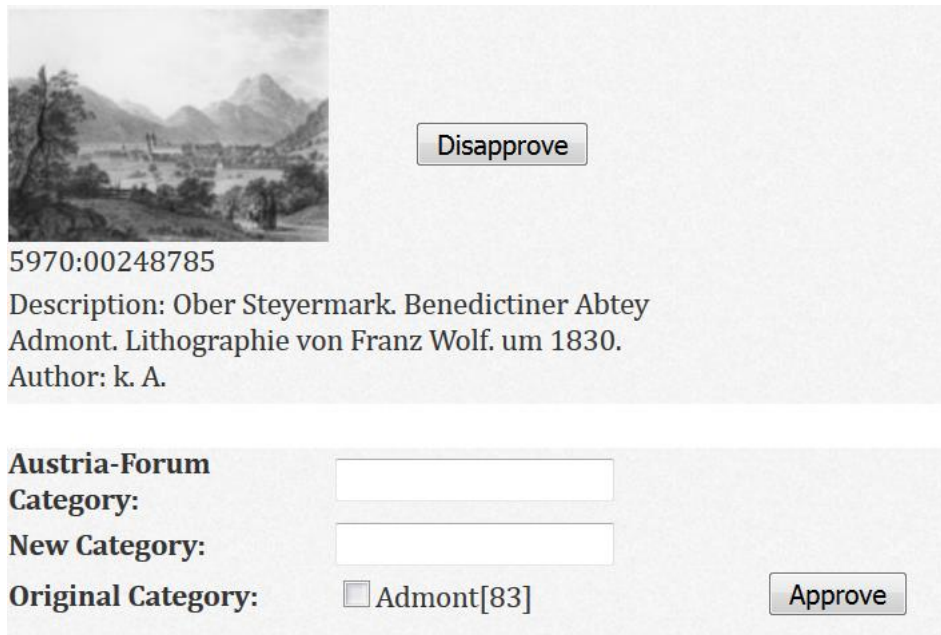 Disapprove
5970:00248785
Description: Ober Steyermark. Benedictiner Abtey
Admont. Lithographie von Franz Wolf. um 1830.
Author: k. A.
Austria-Forum
Category:
New Category:
Original Category: Admont[83] Approve